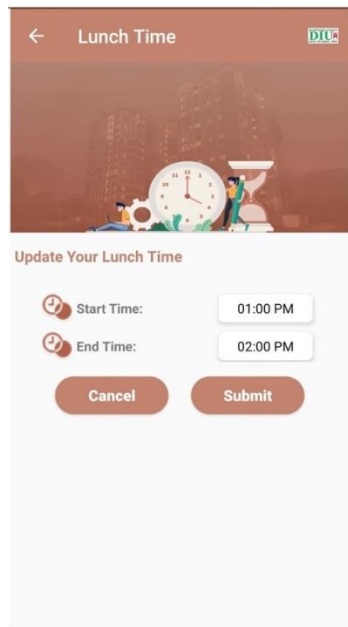 Lunch Time
DIU
Update Your Lunch Time
Start Time: 01:00 PM
End Time: 02:00 PM
Cancel Submit